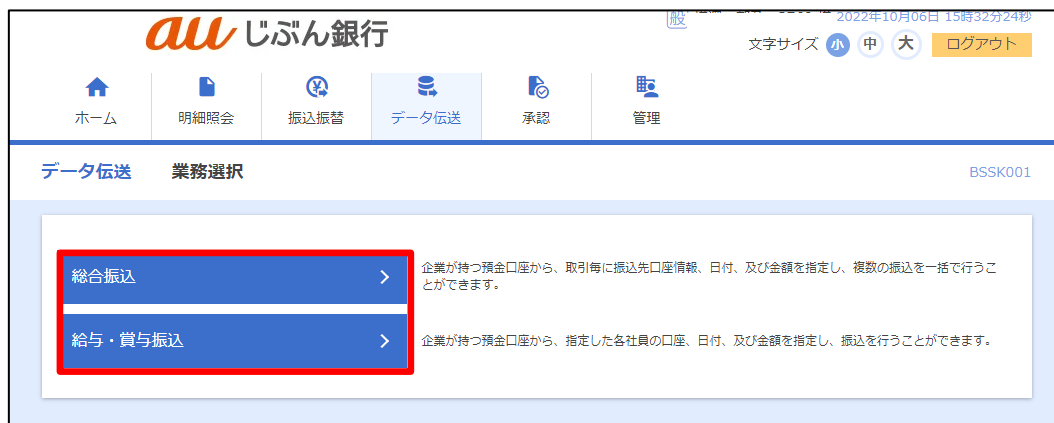 au じぶん銀行
般
2022年10月06日 15時32分24秒
文字サイズ 小 中 大 ログアウト
ホーム 明細照会 振込振替 データ伝送 承認 管理
データ伝送 業務選択 BSSK001
総合振込
企業が持つ預金口座から、取引毎に振込先口座情報、日付、及び金額を指定し、複数の振込を一括で行うこ
とができます。
給与・賞与振込
企業が持つ預金口座から、指定した各社員の口座、日付、及び金額を指定し、振込を行うことができます。